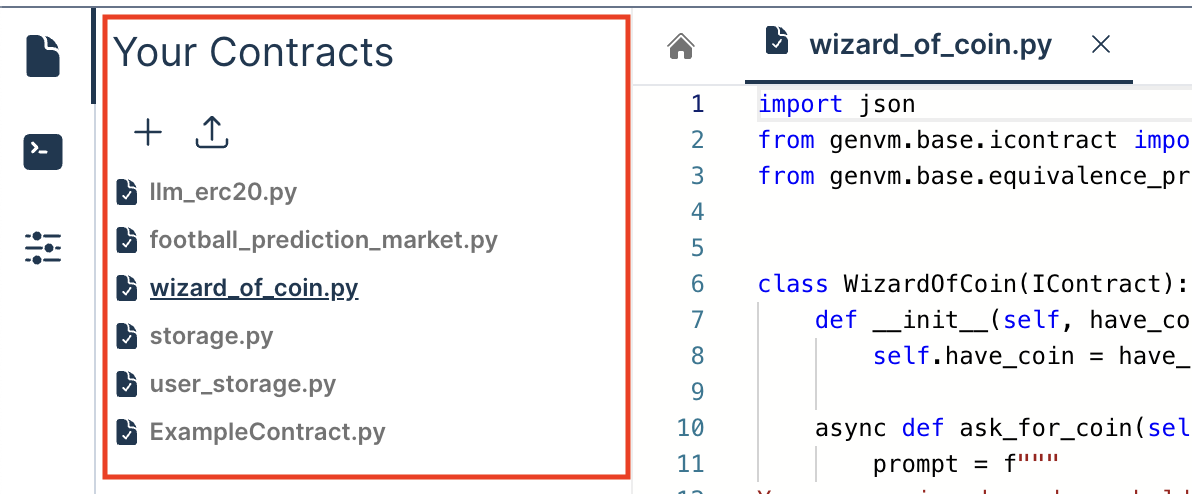 Your Contracts
llm_erc20.py
football_prediction_market.py
wizard_of_coin.py
storage.py
user_storage.py
ExampleContract.py
wizard_of_coin.py
1 import json
2 from genvm.base.icontract impo
3 from genvm.base.equivalence_pr
4
5
6 class WizardOfCoin(IContract):
7 def __init__(self, have_co
8 self.have_coin = have_
9
10 async def ask_for_coin(sel
11 prompt = f"""